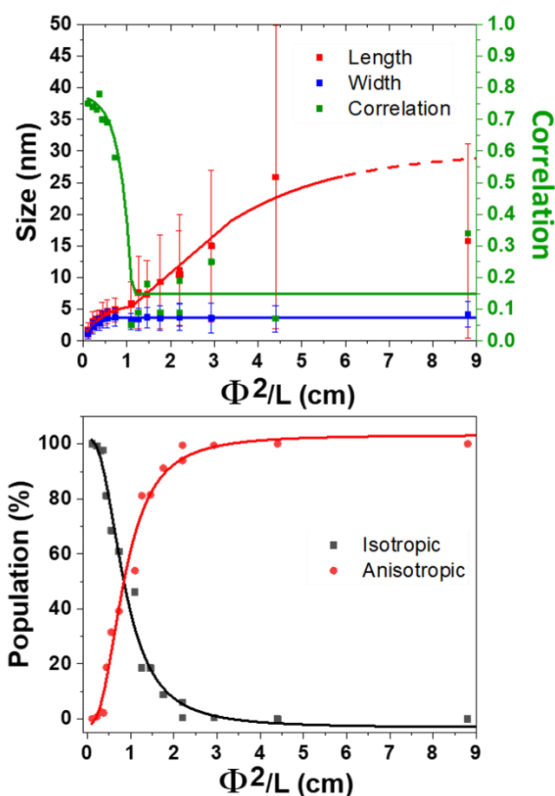 50
45
40
35
30
25
20
15
10
5
0
Size (nm)
Length
Width
Correlation
1.0
0.9
0.8
0.7
0.6
0.5
0.4
0.3
0.2
0.1
0.0
Correlation
0 1 2 3 4 5 6 7 8 9
Φ²/L (cm)
100
80
60
40
20
0
Population (%)
Isotropic
Anisotropic
0 1 2 3 4 5 6 7 8 9
Φ²/L (cm)